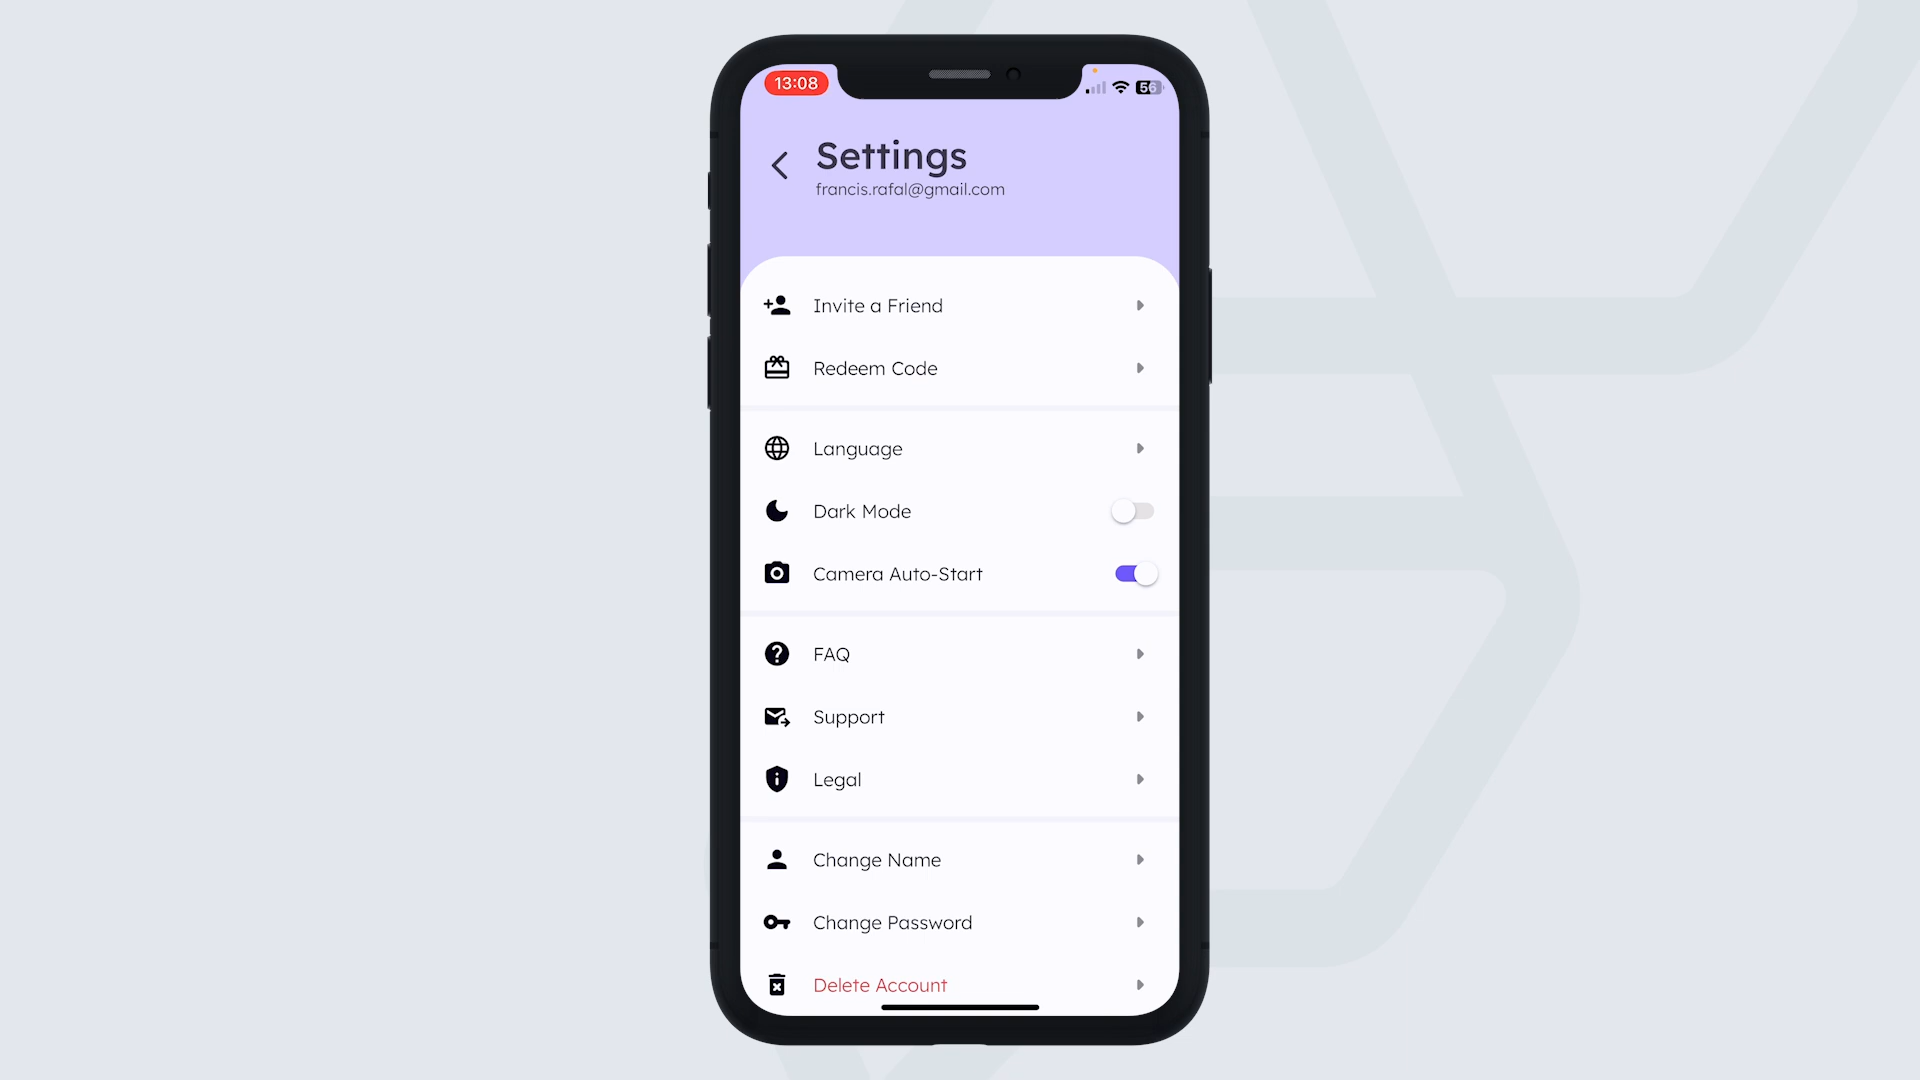 13:08
56
Settings
francis.rafal@gmail.com
Invite a Friend
Redeem Code
Language
Dark Mode
Camera Auto-Start
FAQ
Support
Legal
Change Name
Change Password
Delete Account